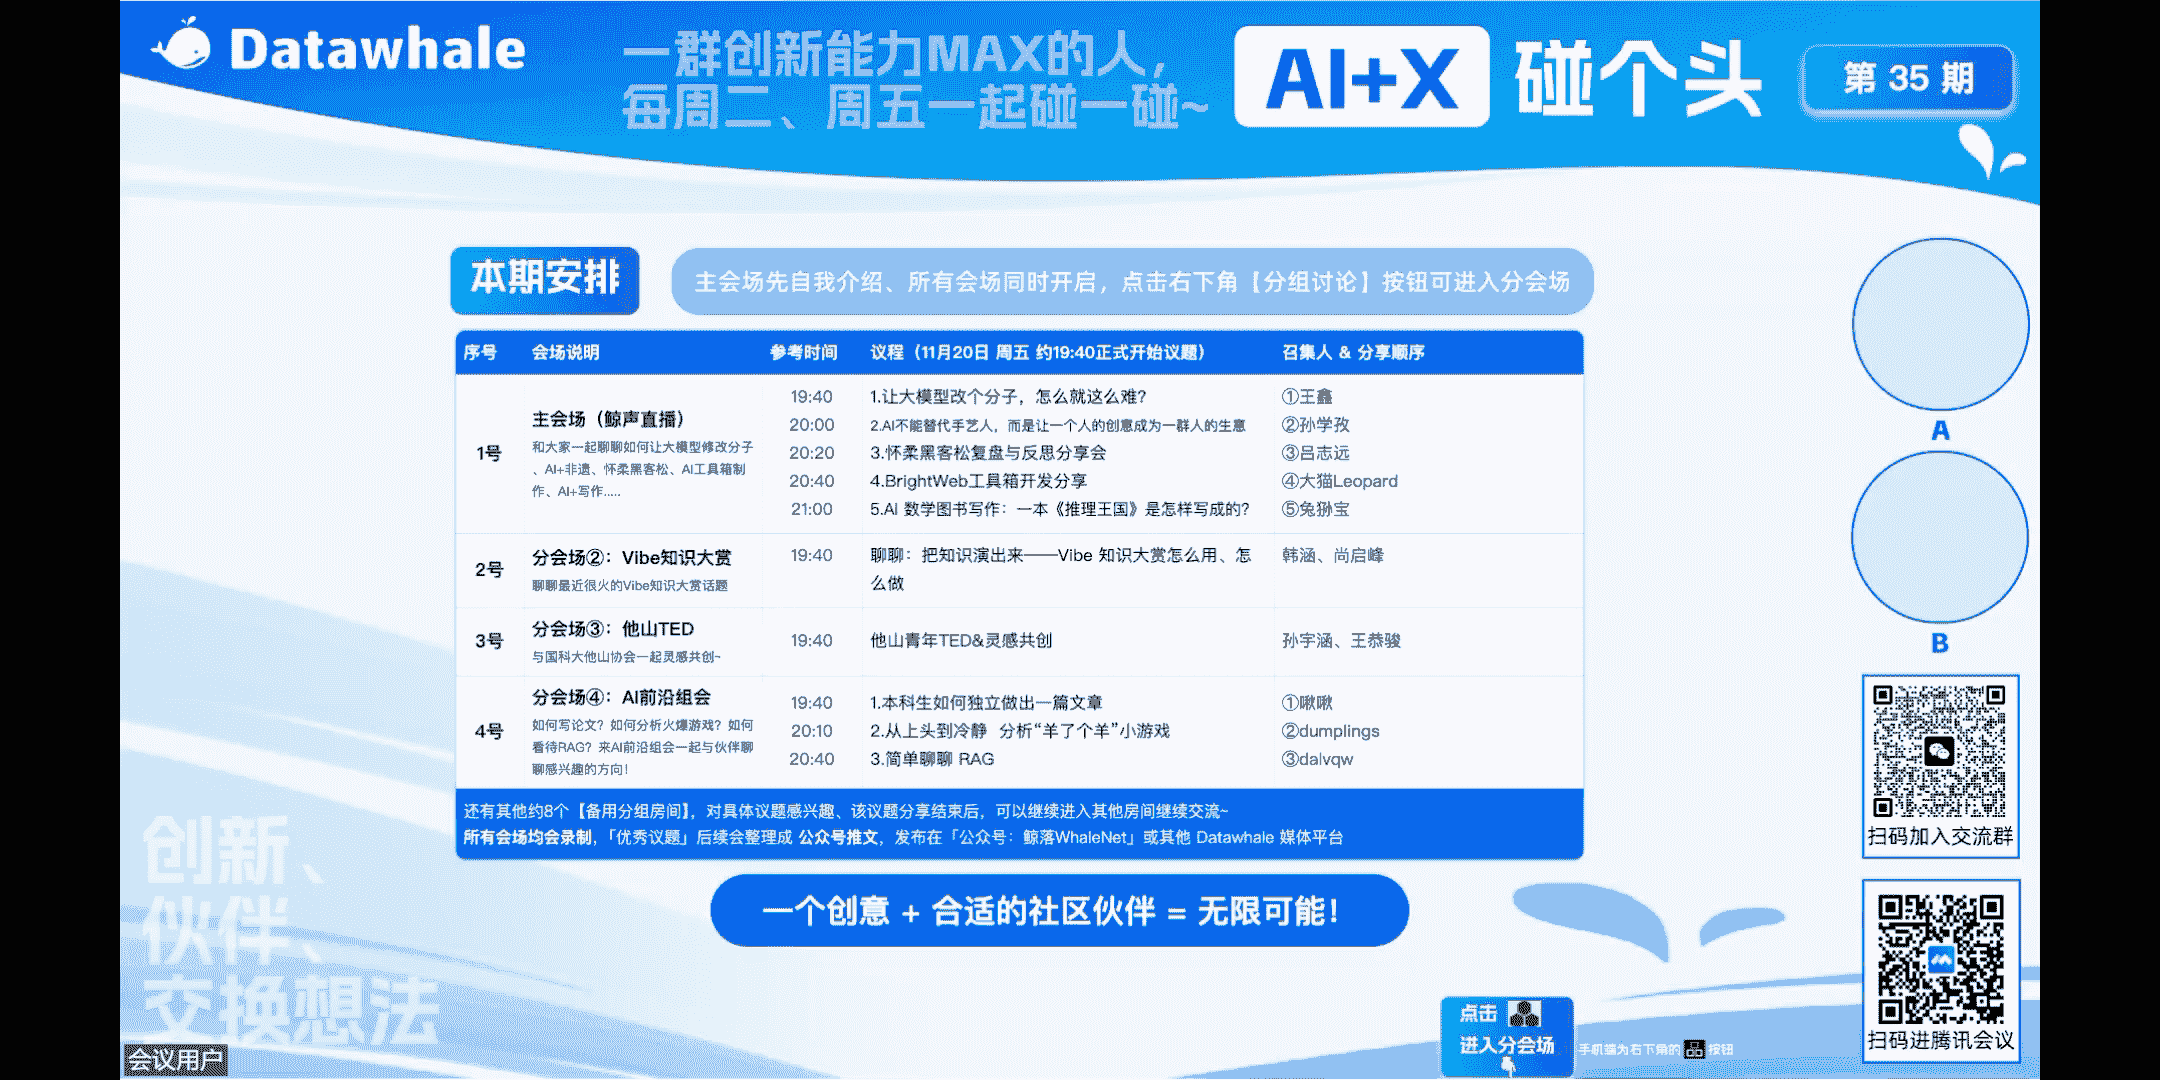 Datawhale
一群创新能力MAX的人，
每周二、周五一起碰一碰~
AI+X 碰个头
第 35 期
本期安排
主会场先自我介绍、所有会场同时开启，点击右下角【分组讨论】按钮可进入分会场
序号 会场说明 参考时间 议程（11月20日 周五 约19:40正式开始议题） 召集人 & 分享顺序
1号
主会场（鲸声直播）
和大家一起聊聊如何让大模型修改分子
、AI+非遗、怀柔黑客松、AI工具箱制
作、AI+写作.....
19:40 1.让大模型改个分子，怎么就这么难？ ①王鑫
20:00 2.AI不能替代手艺人，而是让一个人的创意成为一群人的生意 ②孙学孜
20:20 3.怀柔黑客松复盘与反思分享会 ③吕志远
20:40 4.BrightWeb工具箱开发分享 ④大猫Leopard
21:00 5.AI 数学图书写作：一本《推理王国》是怎样写成的？ ⑤兔狲宝
2号
分会场②：Vibe知识大赏
聊聊最近很火的Vibe知识大赏话题
19:40 聊聊：把知识演出来——Vibe 知识大赏怎么用、怎 韩涵、尚启峰
么做
3号
分会场③：他山TED
与国科大他山协会一起灵感共创~
19:40 他山青年TED&灵感共创 孙宇涵、王恭骏
4号
分会场④：AI前沿组会
如何写论文？如何分析火爆游戏？如何
看待RAG？来AI前沿组会一起与伙伴聊
聊感兴趣的方向！
19:40 1.本科生如何独立做出一篇文章 ①啾啾
20:10 2.从上头到冷静 分析“羊了个羊”小游戏 ②dumplings
20:40 3.简单聊聊 RAG ③dalvqw
还有其他约8个【备用分组房间】，对具体议题感兴趣、该议题分享结束后，可以继续进入其他房间继续交流~
所有会场均会录制，「优秀议题」后续会整理成 公众号推文，发布在「公众号：鲸落WhaleNet」或其他 Datawhale 媒体平台
一个创意 + 合适的社区伙伴 = 无限可能！
创新、
伙伴、
交换想法
会议用户
点击
进入分会场
手机端为右下角的 按钮
A
B
扫码加入交流群
扫码进腾讯会议